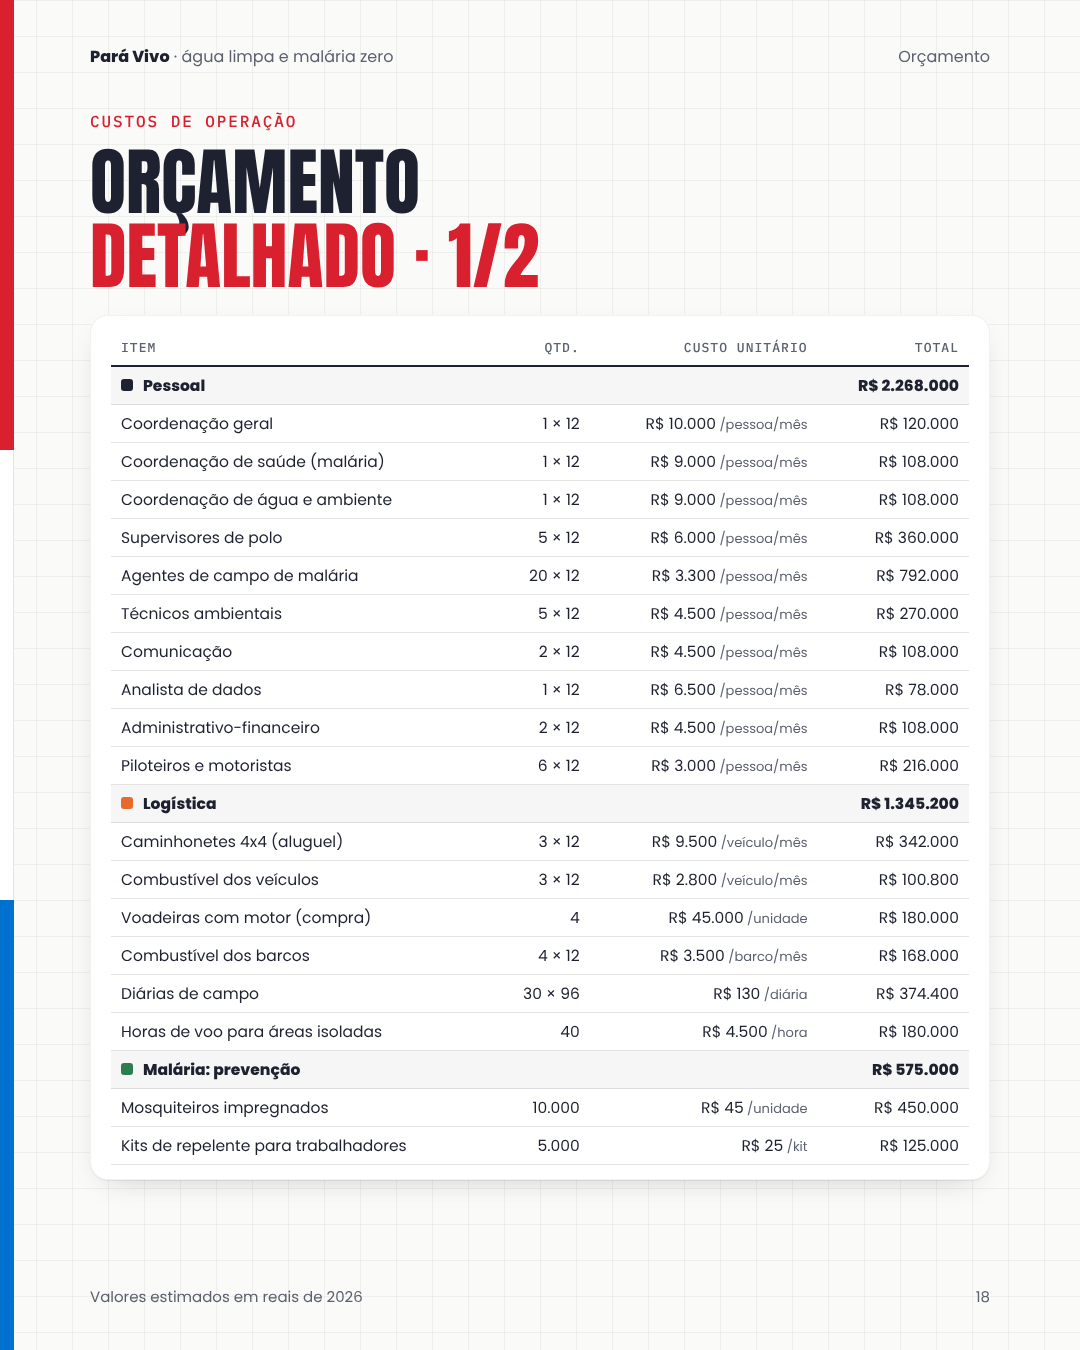 Pará Vivo · água limpa e malária zero
Orçamento
CUSTOS DE OPERAÇÃO
ORÇAMENTO
DETALHADO · 1/2
ITEM QTD. CUSTO UNITÁRIO TOTAL
Pessoal R$ 2.268.000
Coordenação geral 1 × 12 R$ 10.000 /pessoa/mês R$ 120.000
Coordenação de saúde (malária) 1 × 12 R$ 9.000 /pessoa/mês R$ 108.000
Coordenação de água e ambiente 1 × 12 R$ 9.000 /pessoa/mês R$ 108.000
Supervisores de polo 5 × 12 R$ 6.000 /pessoa/mês R$ 360.000
Agentes de campo de malária 20 × 12 R$ 3.300 /pessoa/mês R$ 792.000
Técnicos ambientais 5 × 12 R$ 4.500 /pessoa/mês R$ 270.000
Comunicação 2 × 12 R$ 4.500 /pessoa/mês R$ 108.000
Analista de dados 1 × 12 R$ 6.500 /pessoa/mês R$ 78.000
Administrativo-financeiro 2 × 12 R$ 4.500 /pessoa/mês R$ 108.000
Piloteiros e motoristas 6 × 12 R$ 3.000 /pessoa/mês R$ 216.000
Logística R$ 1.345.200
Caminhonetes 4x4 (aluguel) 3 × 12 R$ 9.500 /veículo/mês R$ 342.000
Combustível dos veículos 3 × 12 R$ 2.800 /veículo/mês R$ 100.800
Voadeiras com motor (compra) 4 R$ 45.000 /unidade R$ 180.000
Combustível dos barcos 4 × 12 R$ 3.500 /barco/mês R$ 168.000
Diárias de campo 30 × 96 R$ 130 /diária R$ 374.400
Horas de voo para áreas isoladas 40 R$ 4.500 /hora R$ 180.000
Malária: prevenção R$ 575.000
Mosquiteiros impregnados 10.000 R$ 45 /unidade R$ 450.000
Kits de repelente para trabalhadores 5.000 R$ 25 /kit R$ 125.000
Valores estimados em reais de 2026
18